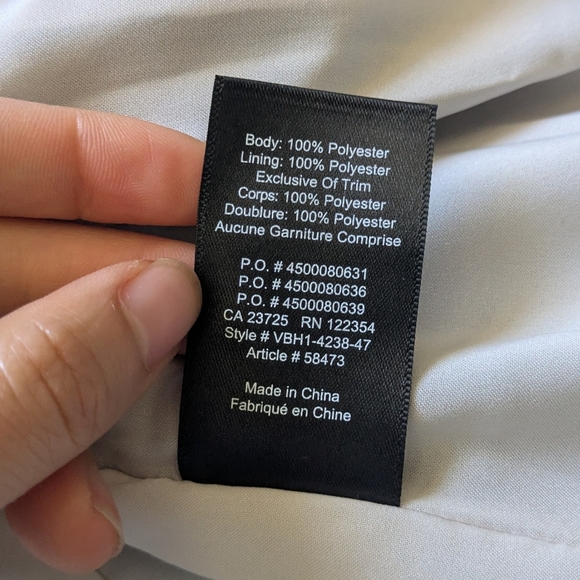 Body: 100% Polyester
Lining: 100% Polyester
Exclusive Of Trim
Corps: 100% Polyester
Doublure: 100% Polyester
Aucune Garniture Comprise
P.O. # 4500080631
P.O. # 4500080636
P.O. # 4500080639
CA 23725 RN 122354
Style # VBH1-4238-47
Article # 58473
Made in China
Fabriqué en Chine